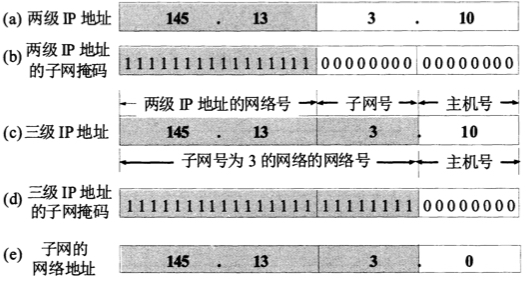 (a) 两级 IP 地址 145 . 13 3 . 10
(b) 两级 IP 地址
的子网掩码 1111111111111111 00000000 00000000
两级 IP 地址的网络号 子网号 主机号
(c) 三级 IP 地址 145 . 13 3 . 10
子网号为 3 的网络的网络号 主机号
(d) 三级 IP 地址
的子网掩码 1111111111111111 11111111 00000000
(e) 子网的
网络地址 145 . 13 3 . 0